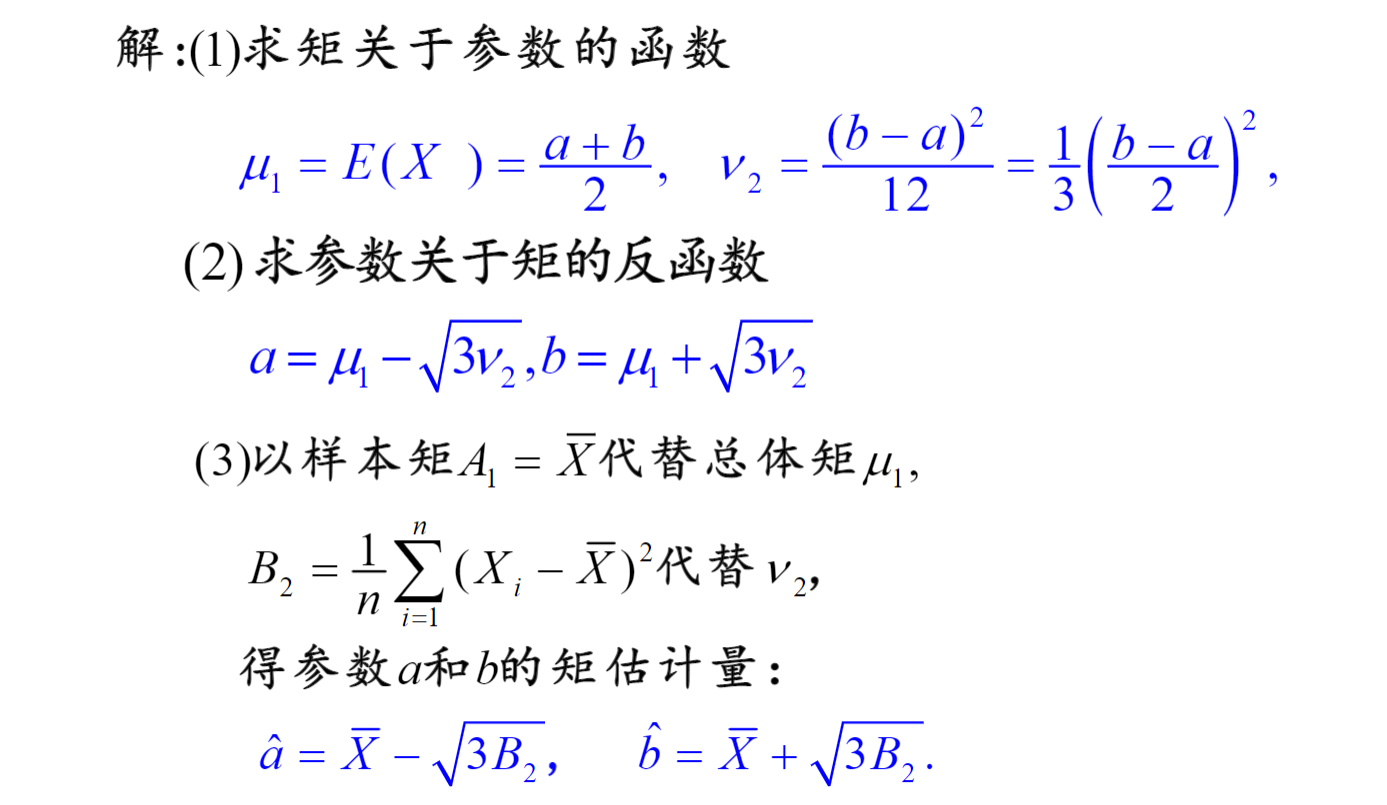 解:(1)求矩关于参数的函数
μ₁ = E(X ) = (a + b)/2, ν₂ = (b − a)²/12 = 1/3((b − a)/2)²,
(2) 求参数关于矩的反函数
a = μ₁ − √(3ν₂), b = μ₁ + √(3ν₂)
(3)以样本矩A₁ = X̅代替总体矩μ₁,
B₂ = 1/n ∑ᵢ₌₁ⁿ (Xᵢ − X̅)²代替ν₂,
得参数a和b的矩估计量:
â = X̅ − √(3B₂), b̂ = X̅ + √(3B₂).